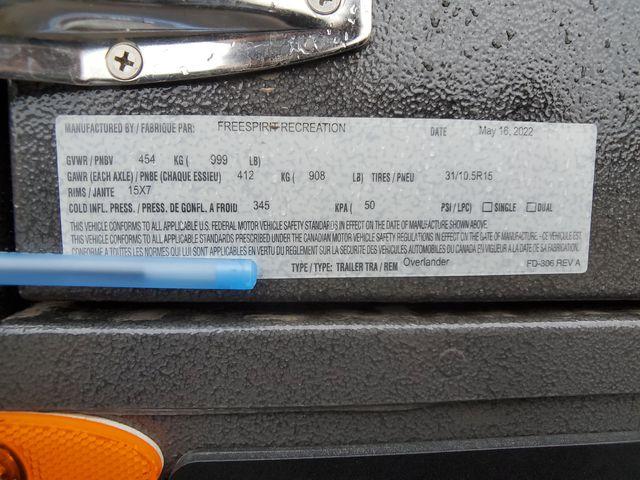 MANUFACTURED BY / FABRIQUE PAR: FREESPIRIT RECREATION DATE May 16, 2022
GVWR / PNBV 454 KG ( 999 LB)
GAWR (EACH AXLE) / PNBE (CHAQUE ESSIEU) 412 KG ( 908 LB) TIRES / PNEU 31/10.5R15
RIMS / JANTE 15X7
COLD INFL. PRESS. / PRESS. DE GONFL. A FROID 345 KPA ( 50 PSI / LPC) SINGLE DUAL
THIS VEHICLE CONFORMS TO ALL APPLICABLE U.S. FEDERAL MOTOR VEHICLE SAFETY STANDARDS IN EFFECT ON THE DATE OF MANUFACTURE SHOWN ABOVE.
THIS VEHICLE CONFORMS TO ALL APPLICABLE STANDARDS PRESCRIBED UNDER THE CANADIAN MOTOR VEHICLE SAFETY REGULATIONS IN EFFECT ON THE DATE OF MANUFACTURE - CE VEHICULE EST
CONFORME A TOUTES LES NORMES QUI LUI SONT APPLICABLES EN VERTU DU REGLEMENT SUR LA SECURITE DES VEHICULES AUTOMOBILES DU CANADA EN VIGUEUR A LA DATE DE SA FABRICATION.
TYPE / TYPE: TRAILER TRA / REM Overlander FD-306 REV A